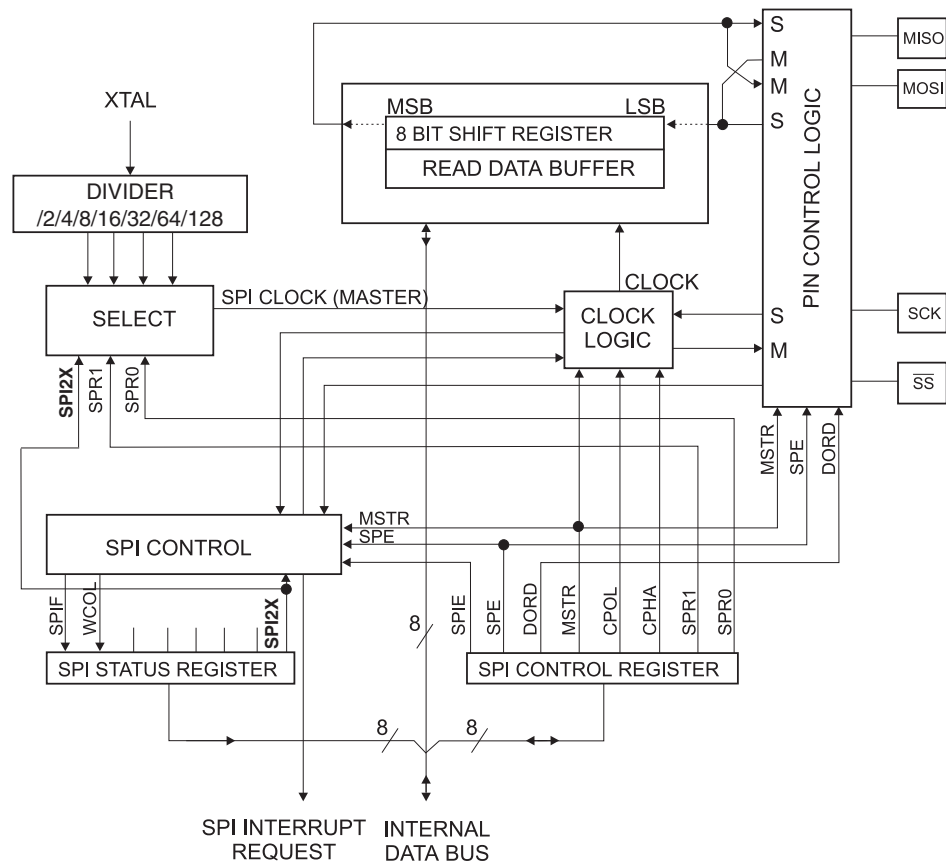 S
MISO
M
MOSI
M
S
XTAL
MSB
LSB
8 BIT SHIFT REGISTER
READ DATA BUFFER
DIVIDER
/2/4/8/16/32/64/128
PIN CONTROL LOGIC
SPI CLOCK (MASTER)
CLOCK
SELECT
CLOCK
LOGIC
S
M
SCK
SS
SPI2X
SPR1
SPR0
MSTR
SPE
DORD
MSTR
SPE
SPI CONTROL
SPIF
WCOL
SPI2X
8
SPIE
SPE
DORD
MSTR
CPOL
CPHA
SPR1
SPR0
SPI STATUS REGISTER
SPI CONTROL REGISTER
8
8
SPI INTERRUPT
REQUEST
INTERNAL
DATA BUS